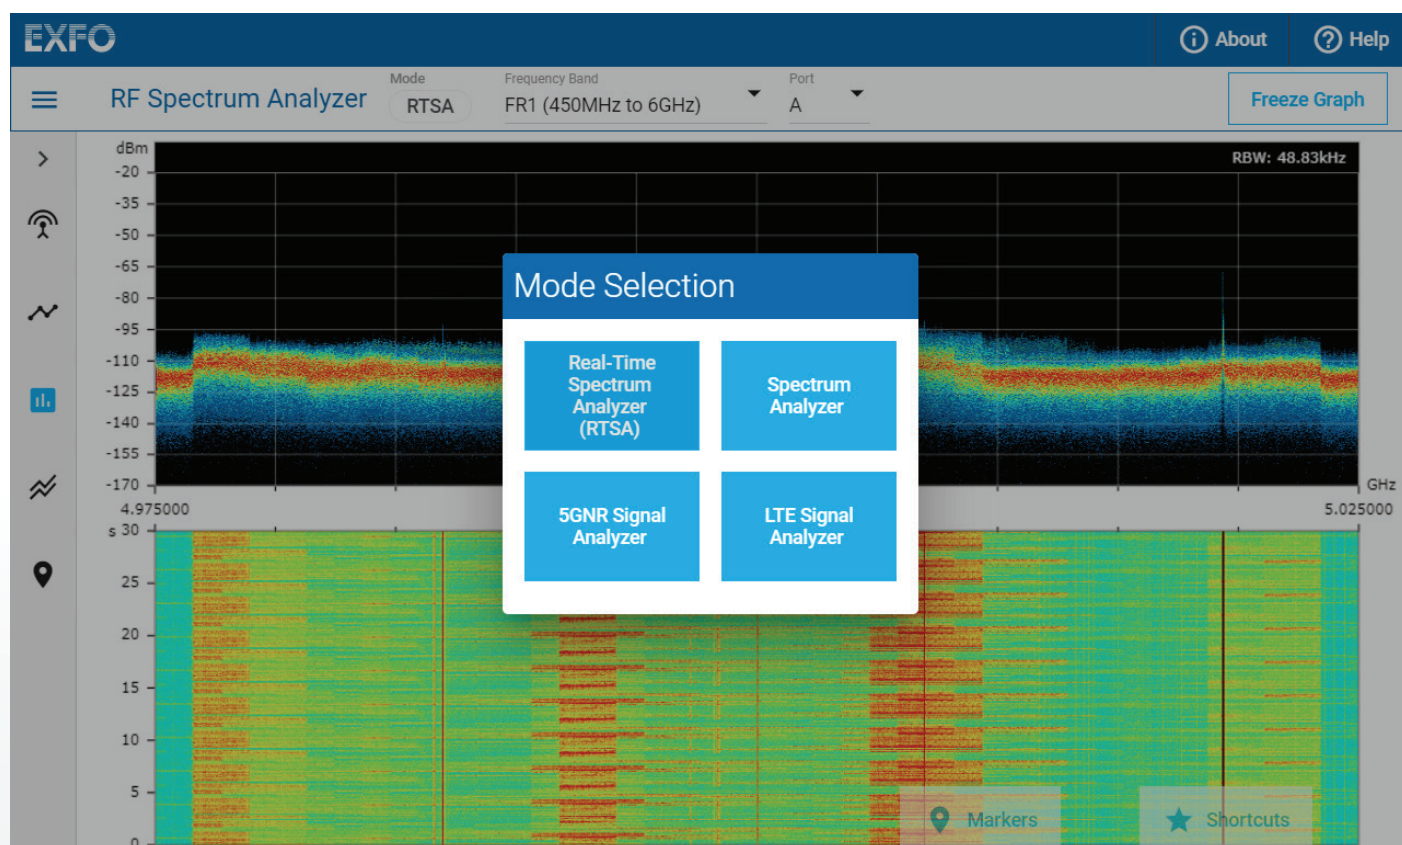 EXFO
About
Help
RF Spectrum Analyzer
Mode
RTSA
Frequency Band
FR1 (450MHz to 6GHz)
Port
A
Freeze Graph
dBm
RBW: 48.83kHz
-20
-35
-50
-65
-80
-95
-110
-125
-140
-155
-170
GHz
4.975000
5.025000
Mode Selection
Real-Time
Spectrum
Analyzer
(RTSA)
Spectrum
Analyzer
5GNR Signal
Analyzer
LTE Signal
Analyzer
s 30
25
20
15
10
5
0
Markers
Shortcuts